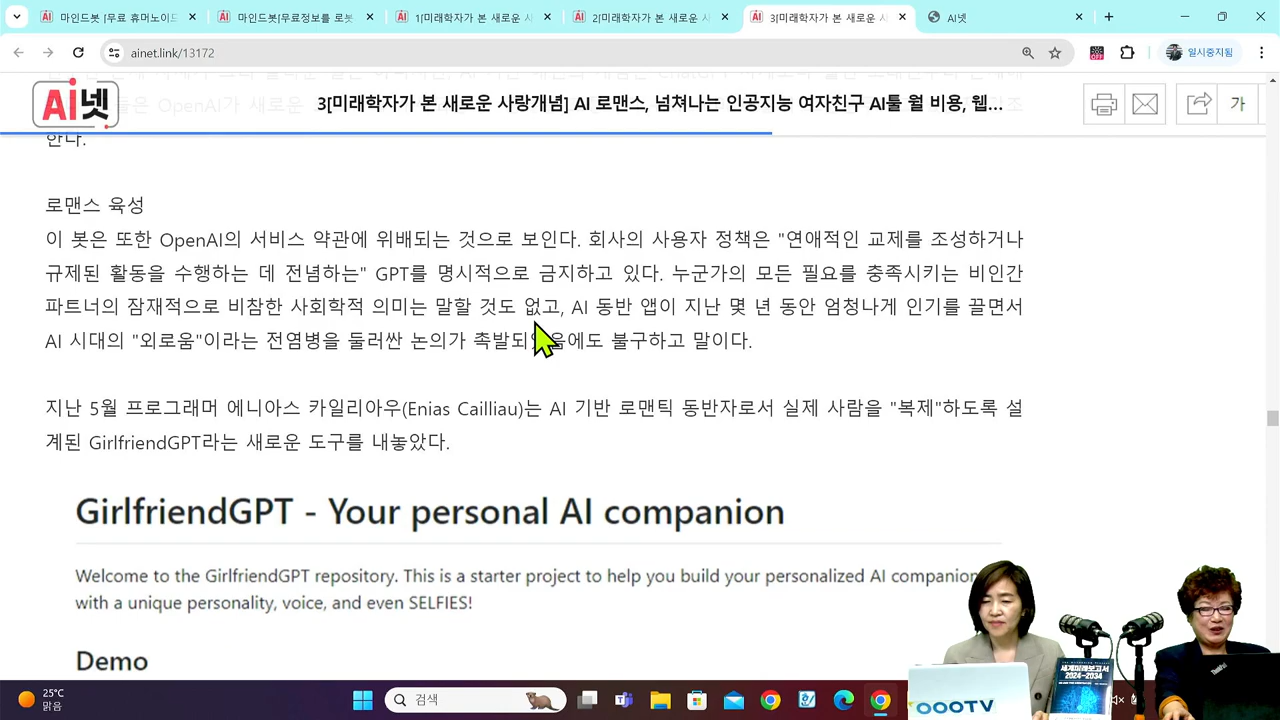 마인드봇 [무료 휴머노이드
마인드봇[무료정보를 로봇
1[미래학자가 본 새로운 사
2[미래학자가 본 새로운 사
3[미래학자가 본 새로운 사
AI넷
ainet.link/13172
OFF
일시중지됨
Ai넷
3[미래학자가 본 새로운 사랑개념] AI 로맨스, 넘쳐나는 인공지능 여자친구 AI툴 월 비용, 웹...
가
한다.
로맨스 육성
이 봇은 또한 OpenAI의 서비스 약관에 위배되는 것으로 보인다. 회사의 사용자 정책은 "연애적인 교제를 조성하거나
규제된 활동을 수행하는 데 전념하는" GPT를 명시적으로 금지하고 있다. 누군가의 모든 필요를 충족시키는 비인간
파트너의 잠재적으로 비참한 사회학적 의미는 말할 것도 없고, AI 동반 앱이 지난 몇 년 동안 엄청나게 인기를 끌면서
AI 시대의 "외로움"이라는 전염병을 둘러싼 논의가 촉발되었음에도 불구하고 말이다.
지난 5월 프로그래머 에니아스 카일리아우(Enias Cailliau)는 AI 기반 로맨틱 동반자로서 실제 사람을 "복제"하도록 설
계된 GirlfriendGPT라는 새로운 도구를 내놓았다.
GirlfriendGPT - Your personal AI companion
Welcome to the GirlfriendGPT repository. This is a starter project to help you build your personalized AI companion
with a unique personality, voice, and even SELFIES!
Demo
세계미래보고서
2024-2034
ThinkPad
OOOTV
25°C
맑음
검색